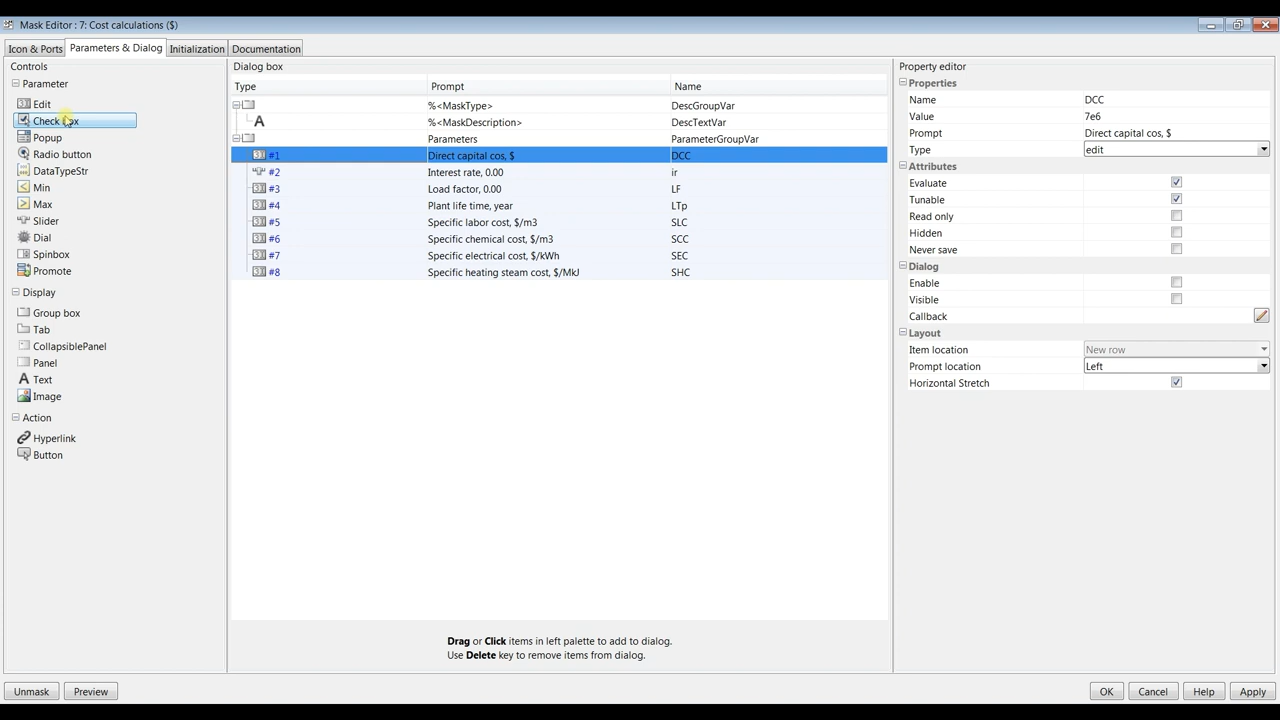 Mask Editor : 7: Cost calculations ($)
Icon & Ports Parameters & Dialog Initialization Documentation
Controls
Parameter
Edit
Check box
Popup
Radio button
DataTypeStr
Min
Max
Slider
Dial
Spinbox
Promote
Display
Group box
Tab
CollapsiblePanel
Panel
Text
Image
Action
Hyperlink
Button
Dialog box
Type Prompt Name
%<MaskType> DescGroupVar
A %<MaskDescription> DescTextVar
Parameters ParameterGroupVar
#1 Direct capital cos, $ DCC
#2 Interest rate, 0.00 ir
#3 Load factor, 0.00 LF
#4 Plant life time, year LTp
#5 Specific labor cost, $/m3 SLC
#6 Specific chemical cost, $/m3 SCC
#7 Specific electrical cost, $/kWh SEC
#8 Specific heating steam cost, $/MkJ SHC
Drag or Click items in left palette to add to dialog.
Use Delete key to remove items from dialog.
Property editor
Properties
Name DCC
Value 7e6
Prompt Direct capital cos, $
Type edit
Attributes
Evaluate
Tunable
Read only
Hidden
Never save
Dialog
Enable
Visible
Callback
Layout
Item location New row
Prompt location Left
Horizontal Stretch
Unmask Preview OK Cancel Help Apply